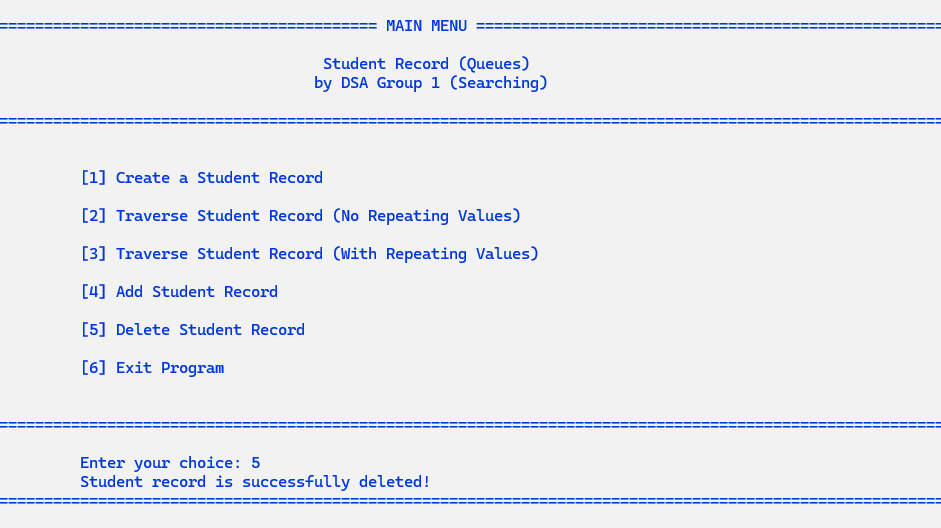 ========================================== MAIN MENU ====================================================
Student Record (Queues)
by DSA Group 1 (Searching)
=========================================================================================================
[1] Create a Student Record
[2] Traverse Student Record (No Repeating Values)
[3] Traverse Student Record (With Repeating Values)
[4] Add Student Record
[5] Delete Student Record
[6] Exit Program
=========================================================================================================
Enter your choice: 5
Student record is successfully deleted!
=========================================================================================================